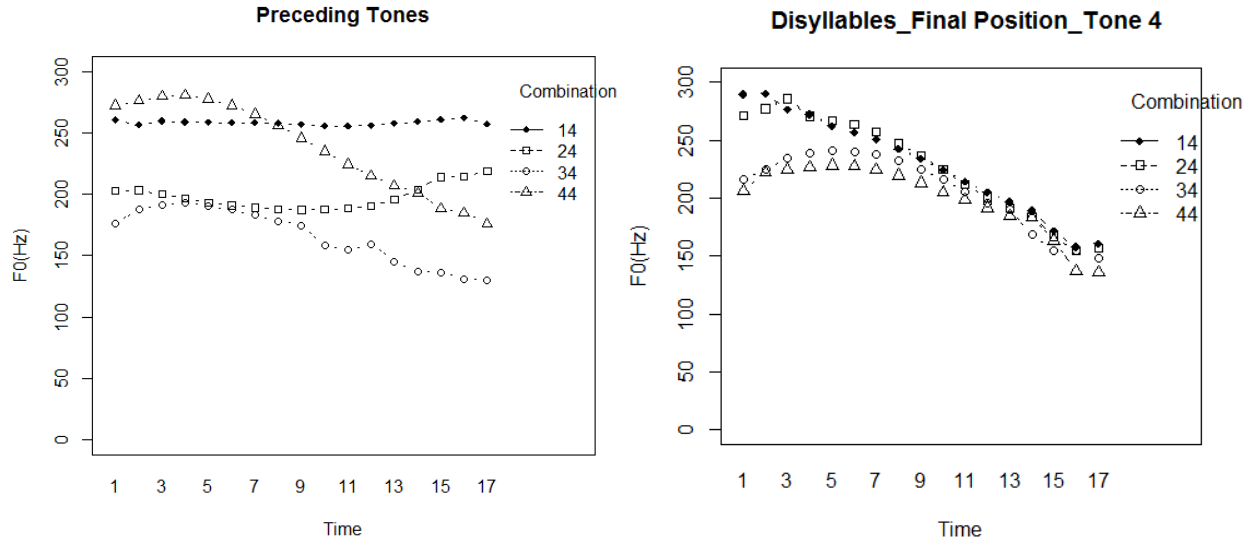 Preceding Tones
F0(Hz)
0 50 100 150 200 250 300
Combination
14
24
34
44
1 3 5 7 9 11 13 15 17
Time
Disyllables_Final Position_Tone 4
F0(Hz)
0 50 100 150 200 250 300
Combination
14
24
34
44
1 3 5 7 9 11 13 15 17
Time